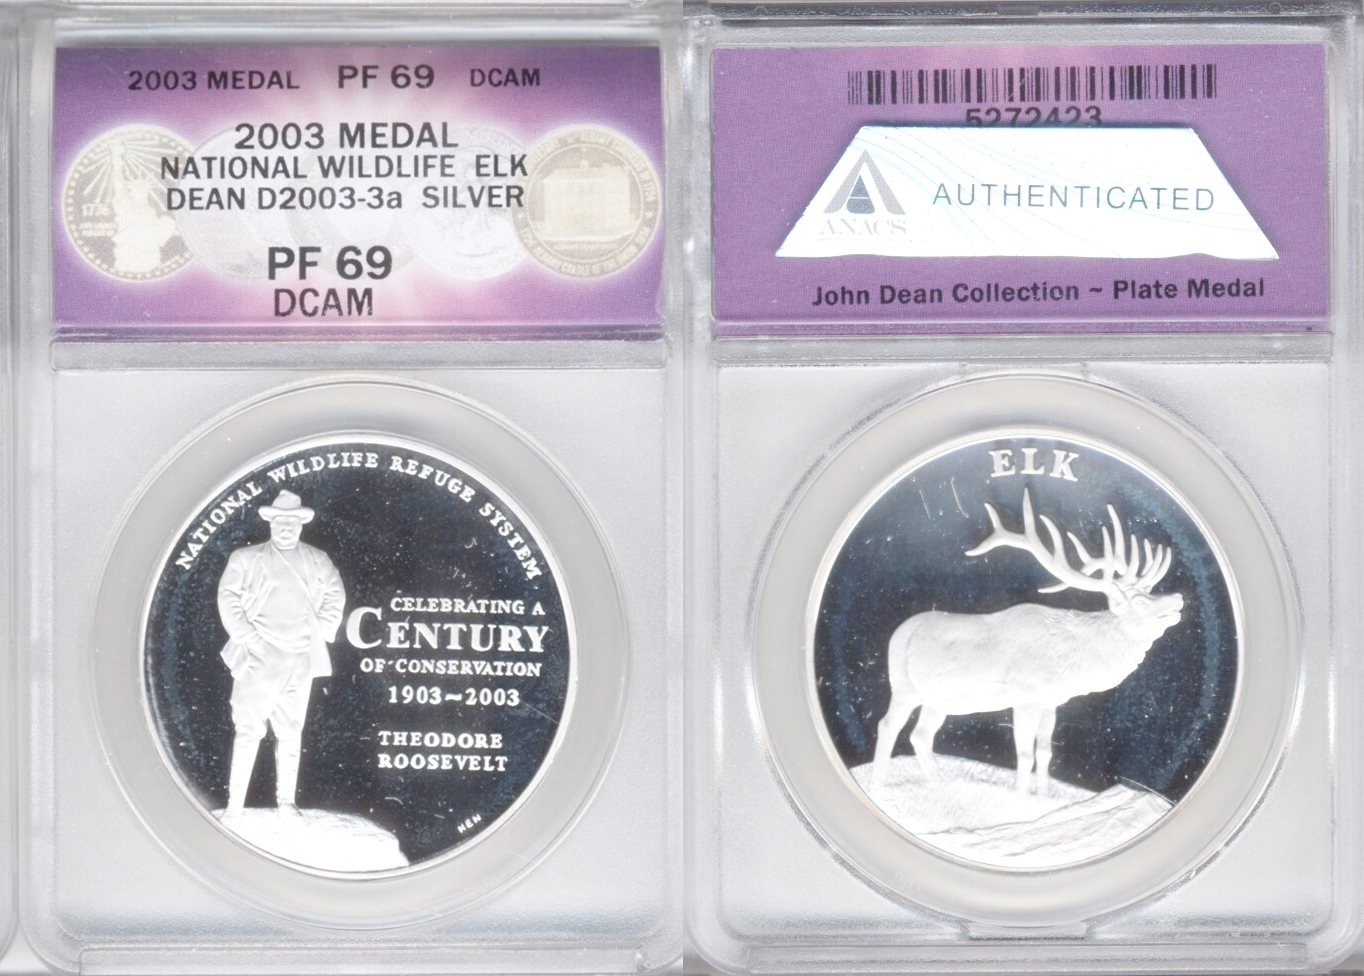 2003 MEDAL PF 69 DCAM
2003 MEDAL
NATIONAL WILDLIFE ELK
DEAN D2003-3a SILVER
PF 69
DCAM
NATIONAL WILDLIFE REFUGE SYSTEM
CELEBRATING A
CENTURY
OF CONSERVATION
1903~2003
THEODORE
ROOSEVELT
NEN
5272423
ANACS
AUTHENTICATED
John Dean Collection ~ Plate Medal
ELK